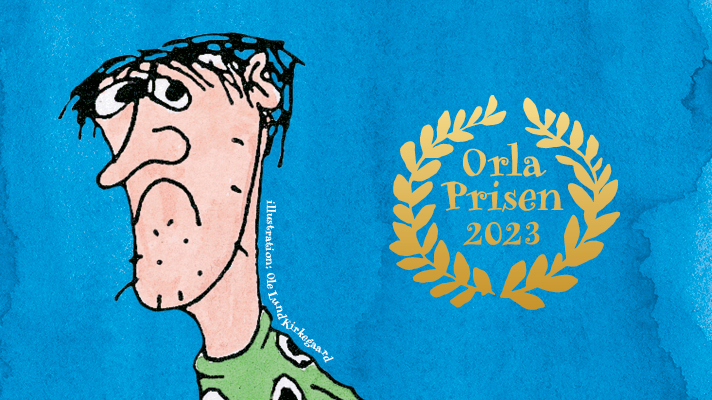 illustration: Ole Lund Kirkegaard
Orla
Prisen
2023